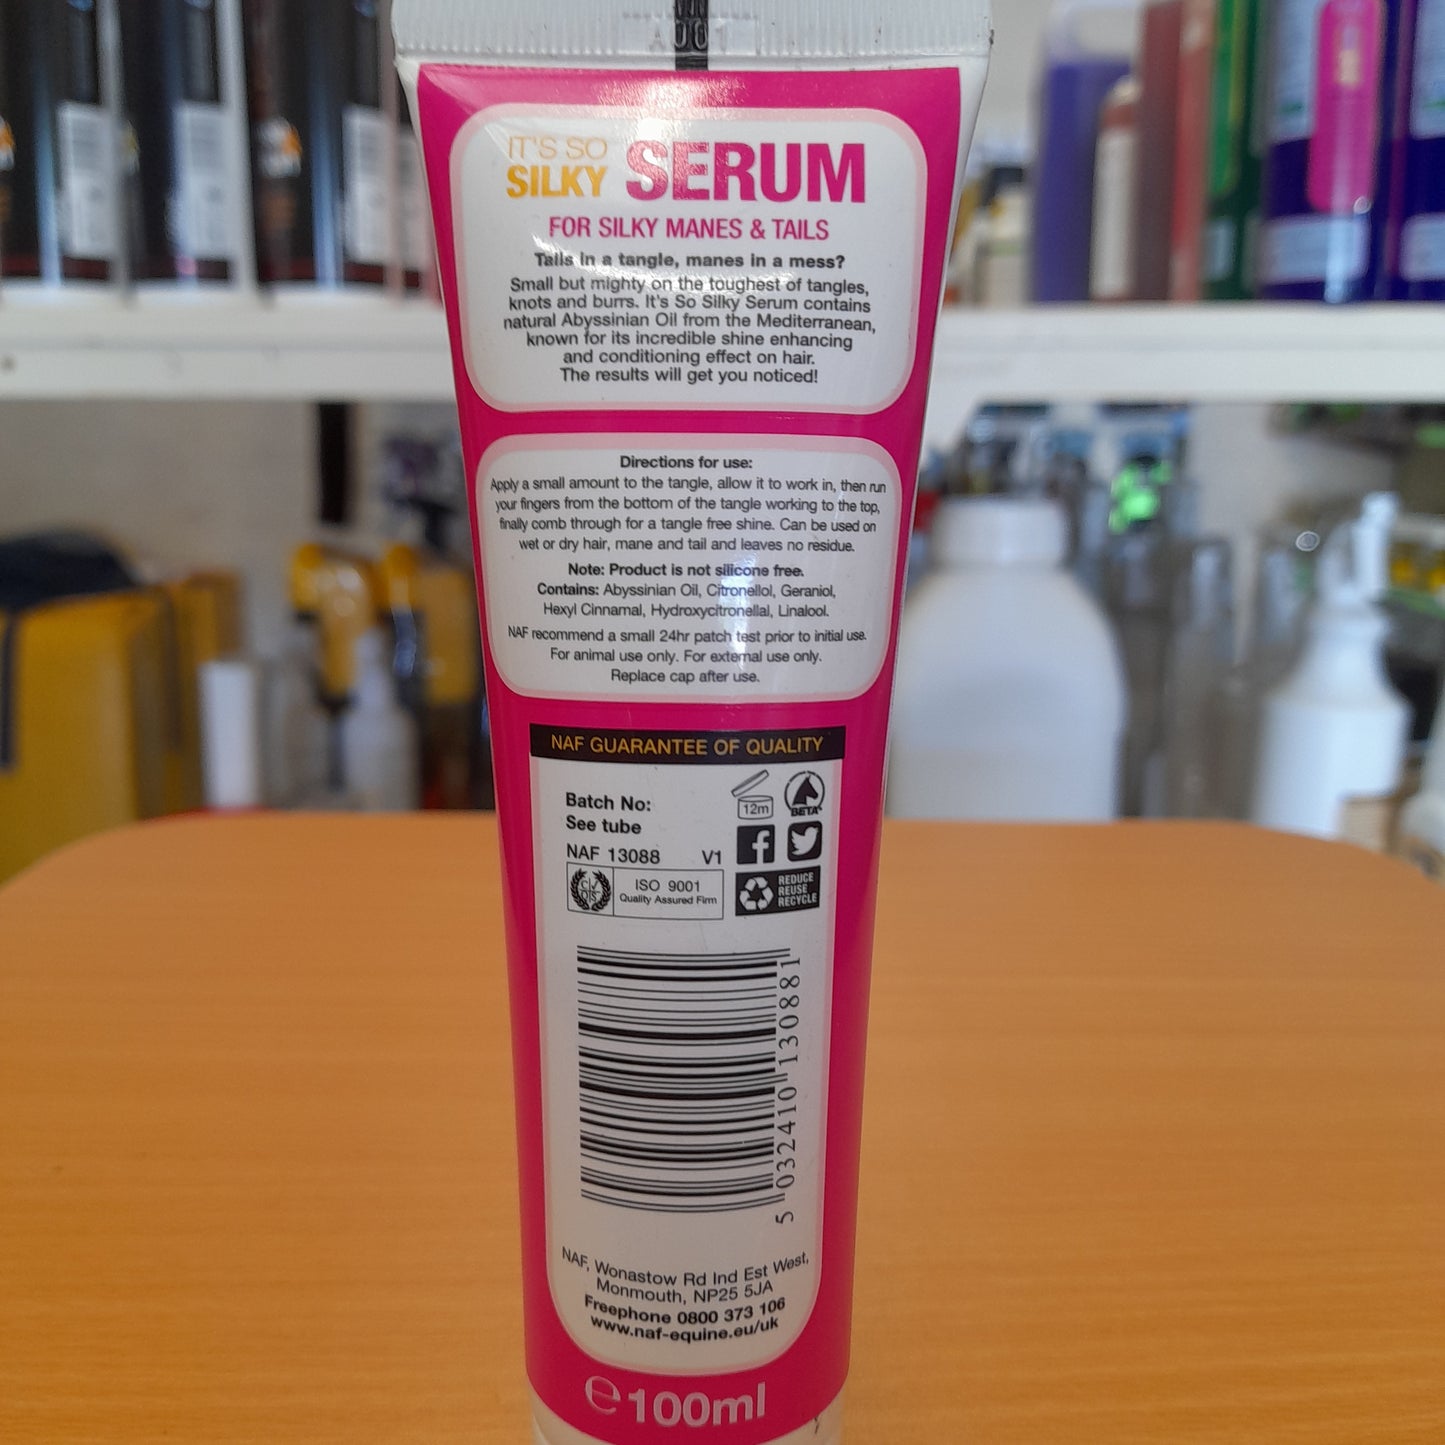 IT'S SO
SILKY SERUM
FOR SILKY MANES & TAILS
Tails in a tangle, manes in a mess?
Small but mighty on the toughest of tangles,
knots and burrs. It's So Silky Serum contains
natural Abyssinian Oil from the Mediterranean,
known for its incredible shine enhancing
and conditioning effect on hair.
The results will get you noticed!
Directions for use:
Apply a small amount to the tangle, allow it to work in, then run
your fingers from the bottom of the tangle working to the top,
finally comb through for a tangle free shine. Can be used on
wet or dry hair, mane and tail and leaves no residue.
Note: Product is not silicone free.
Contains: Abyssinian Oil, Citronellol, Geraniol,
Hexyl Cinnamal, Hydroxycitronellal, Linalool.
NAF recommend a small 24hr patch test prior to initial use.
For animal use only. For external use only.
Replace cap after use.
NAF GUARANTEE OF QUALITY
Batch No:
See tube
12m
BETA
NAF 13088 V1
ISO 9001
Quality Assured Firm
REDUCE
REUSE
RECYCLE
5 032410 130881
NAF, Wonastow Rd Ind Est West,
Monmouth, NP25 5JA
Freephone 0800 373 106
www.naf-equine.eu/uk
℮100ml